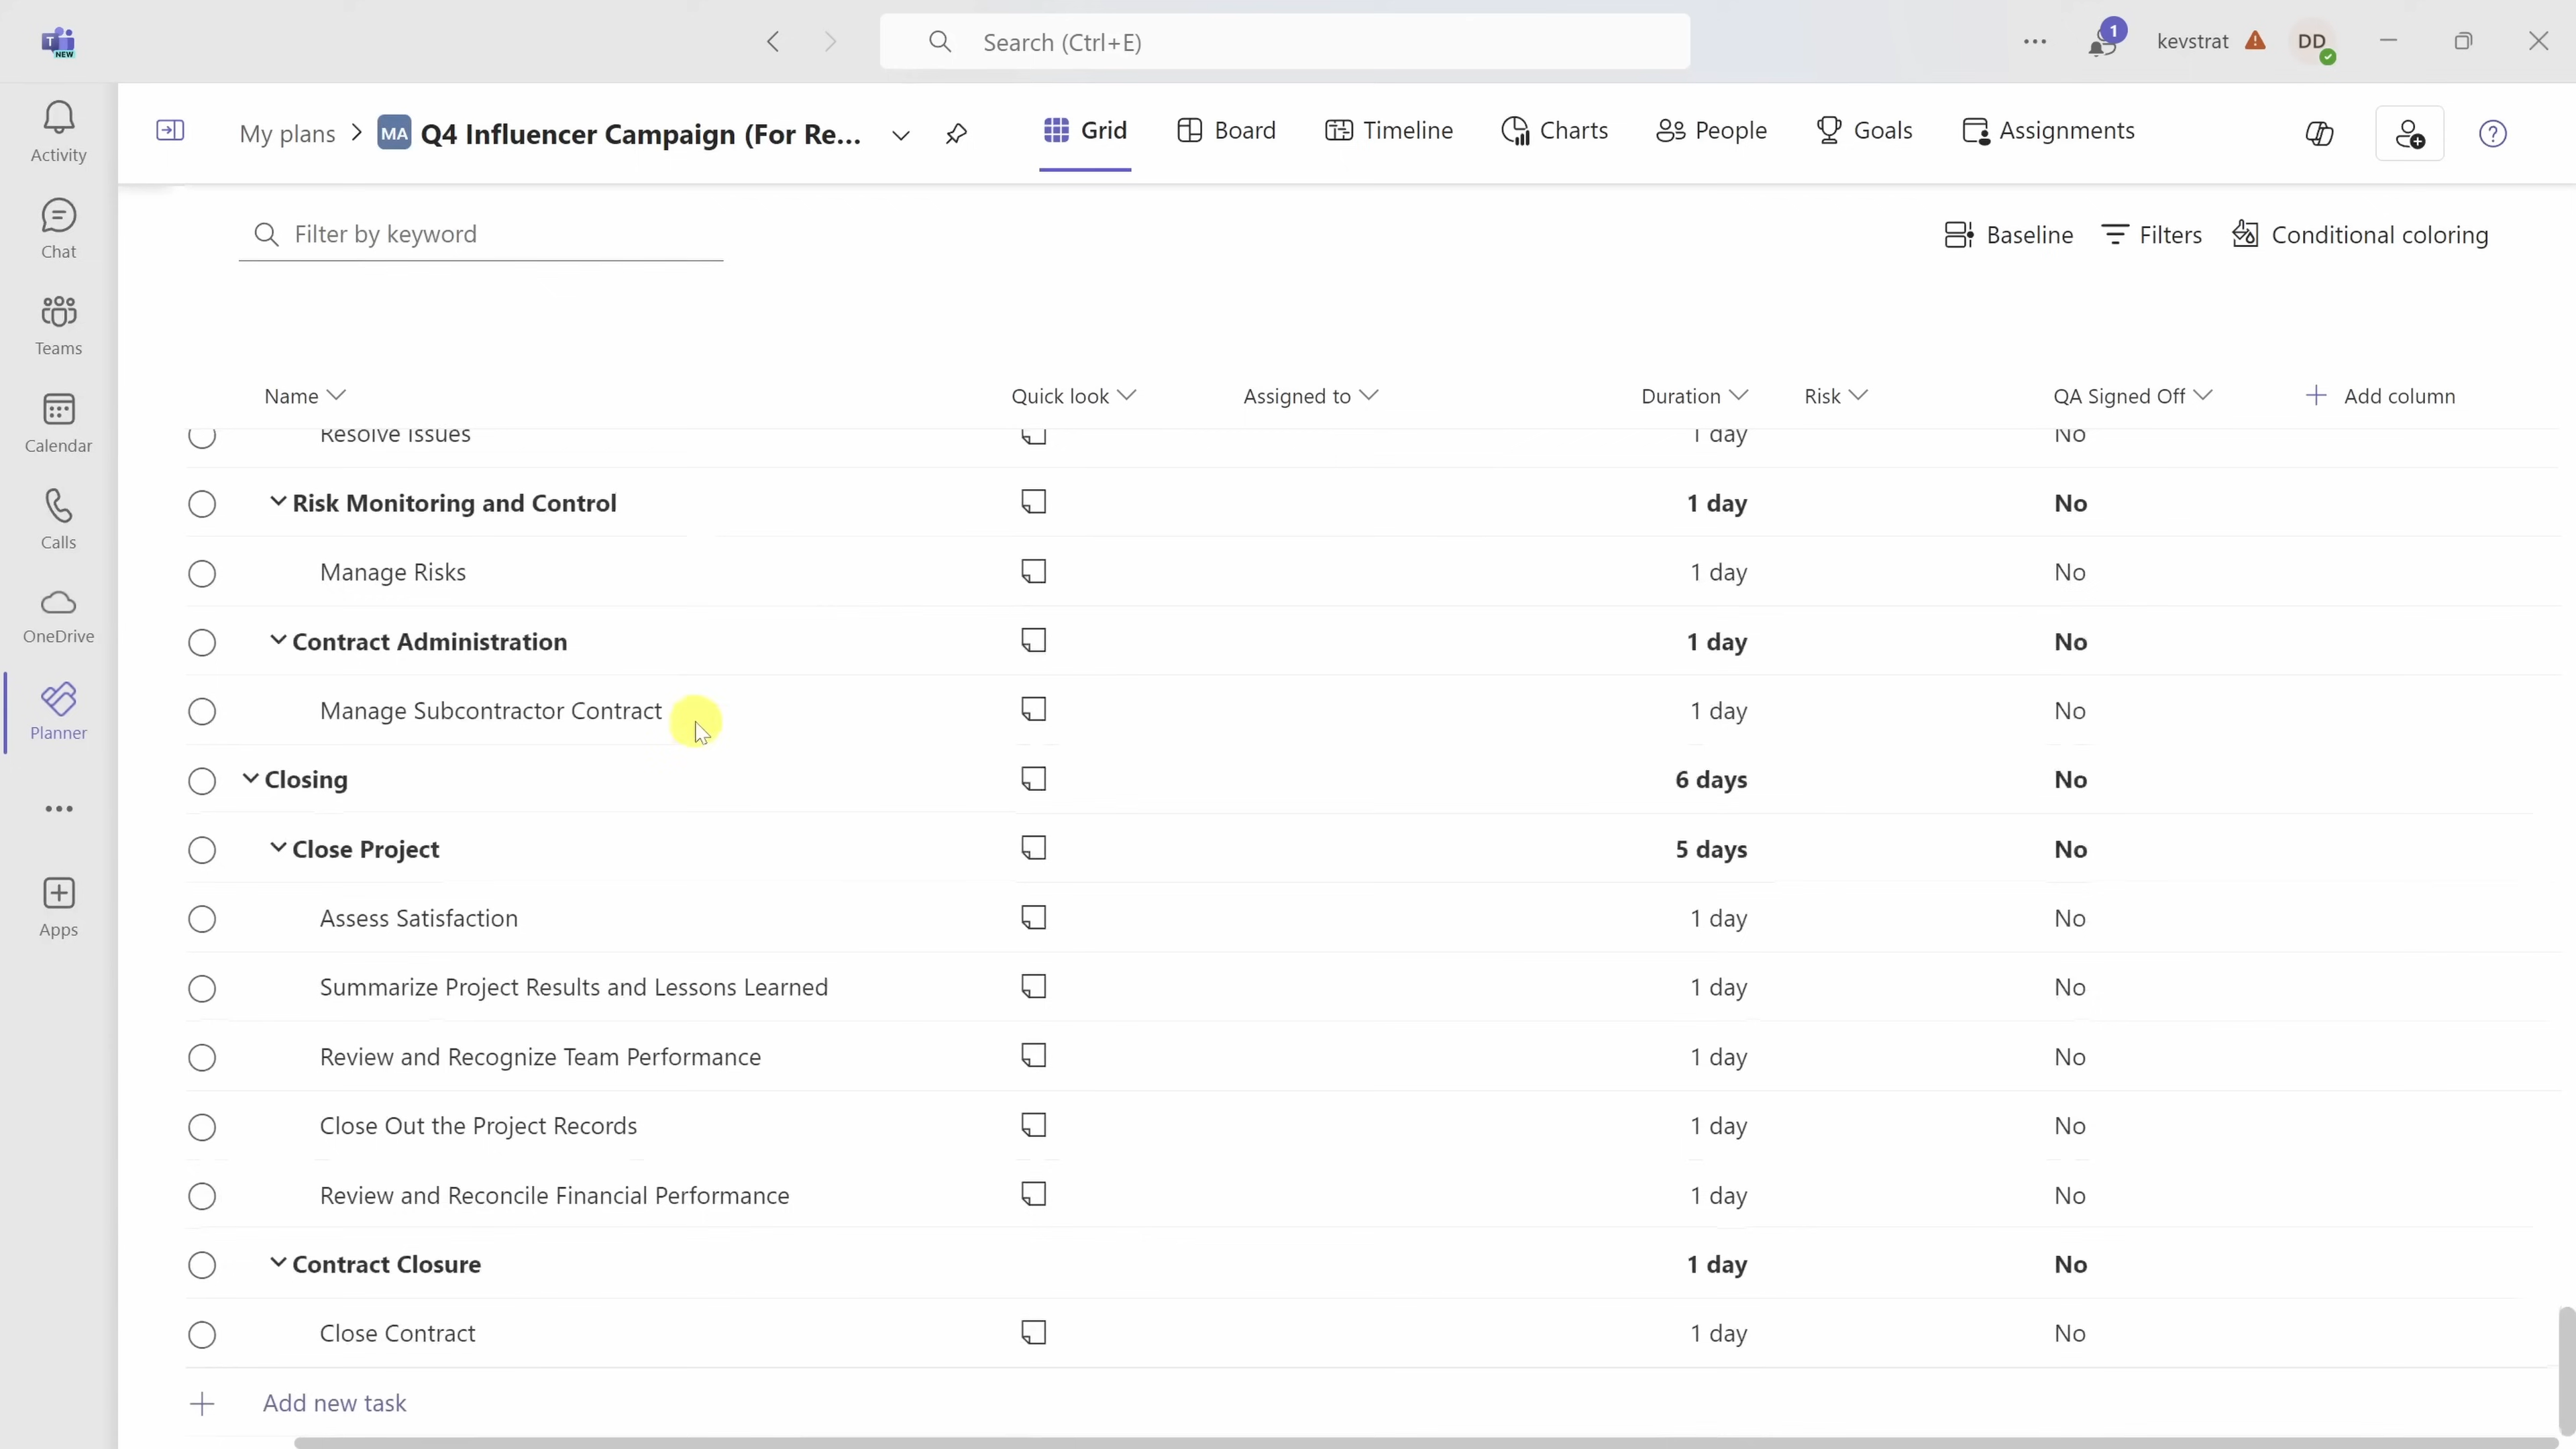 T NEW
Search (Ctrl+E)
1
kevstrat
DD
Activity
Chat
Teams
Calendar
Calls
OneDrive
Planner
Apps
My plans
MA
Q4 Influencer Campaign (For Re...
Grid
Board
Timeline
Charts
People
Goals
Assignments
Filter by keyword
Baseline
Filters
Conditional coloring
Name Quick look Assigned to Duration Risk QA Signed Off Add column
Resolve Issues 1 day No
Risk Monitoring and Control 1 day No
Manage Risks 1 day No
Contract Administration 1 day No
Manage Subcontractor Contract 1 day No
Closing 6 days No
Close Project 5 days No
Assess Satisfaction 1 day No
Summarize Project Results and Lessons Learned 1 day No
Review and Recognize Team Performance 1 day No
Close Out the Project Records 1 day No
Review and Reconcile Financial Performance 1 day No
Contract Closure 1 day No
Close Contract 1 day No
Add new task